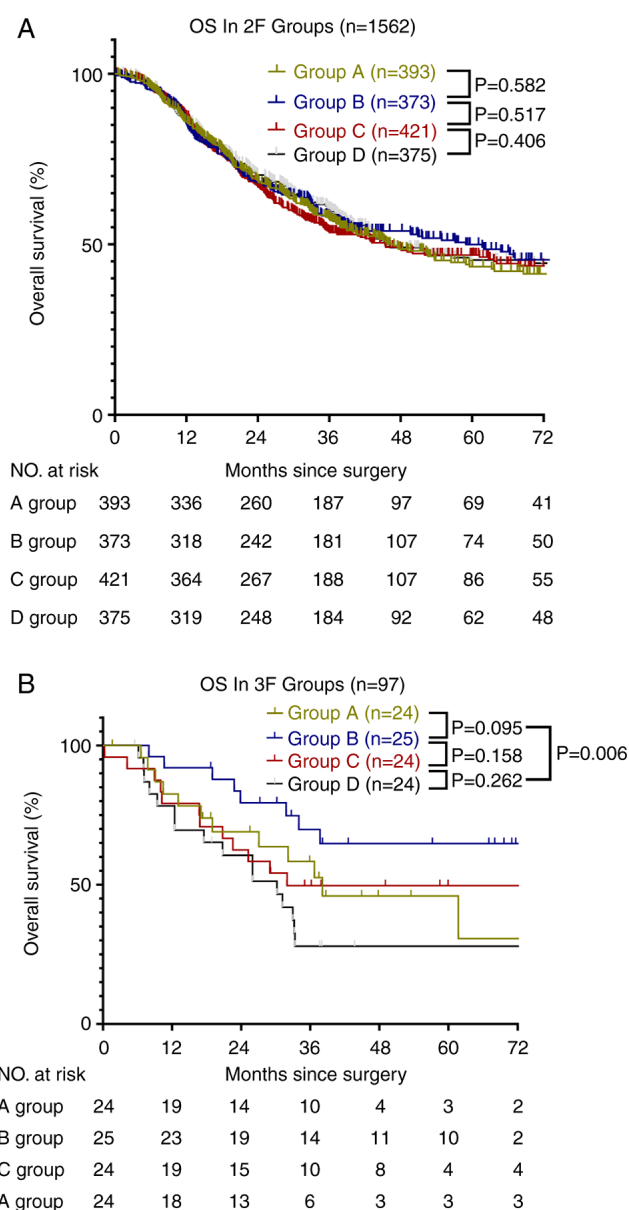 A
OS In 2F Groups (n=1562)
Group A (n=393)
Group B (n=373)
Group C (n=421)
Group D (n=375)
P=0.582
P=0.517
P=0.406
Overall survival (%)
100
50
0
0 12 24 36 48 60 72
NO. at risk Months since surgery
A group 393 336 260 187 97 69 41
B group 373 318 242 181 107 74 50
C group 421 364 267 188 107 86 55
D group 375 319 248 184 92 62 48
B
OS In 3F Groups (n=97)
Group A (n=24)
Group B (n=25)
Group C (n=24)
Group D (n=24)
P=0.095
P=0.158
P=0.262
P=0.006
Overall survival (%)
100
50
0
0 12 24 36 48 60 72
NO. at risk Months since surgery
A group 24 19 14 10 4 3 2
B group 25 23 19 14 11 10 2
C group 24 19 15 10 8 4 4
A group 24 18 13 6 3 3 3